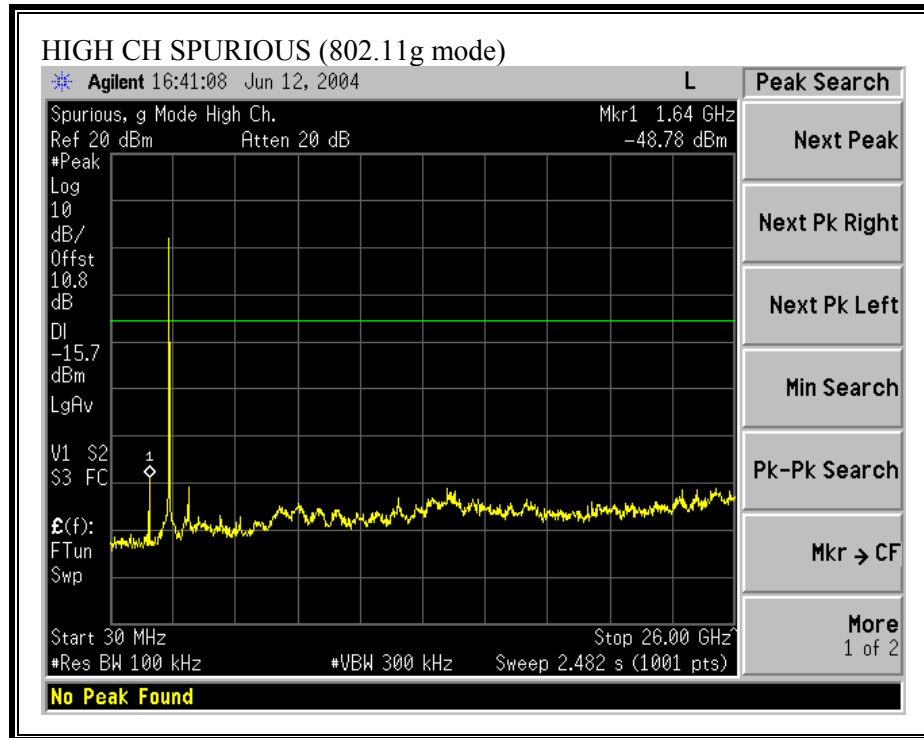 HIGH CH SPURIOUS (802.11g mode)
Agilent 16:41:08 Jun 12, 2004 L
Peak Search
Spurious, g Mode High Ch. Mkr1 1.64 GHz
Ref 20 dBm Atten 20 dB -48.78 dBm
#Peak
Log
10
dB/
Offst
10.8
dB
DI
-15.7
dBm
LgAv
V1 S2
S3 FC
£(f):
FTun
Swp
1
Start 30 MHz Stop 26.00 GHz^
#Res BW 100 kHz #VBW 300 kHz Sweep 2.482 s (1001 pts)
No Peak Found
Next Peak
Next Pk Right
Next Pk Left
Min Search
Pk-Pk Search
Mkr → CF
More
1 of 2